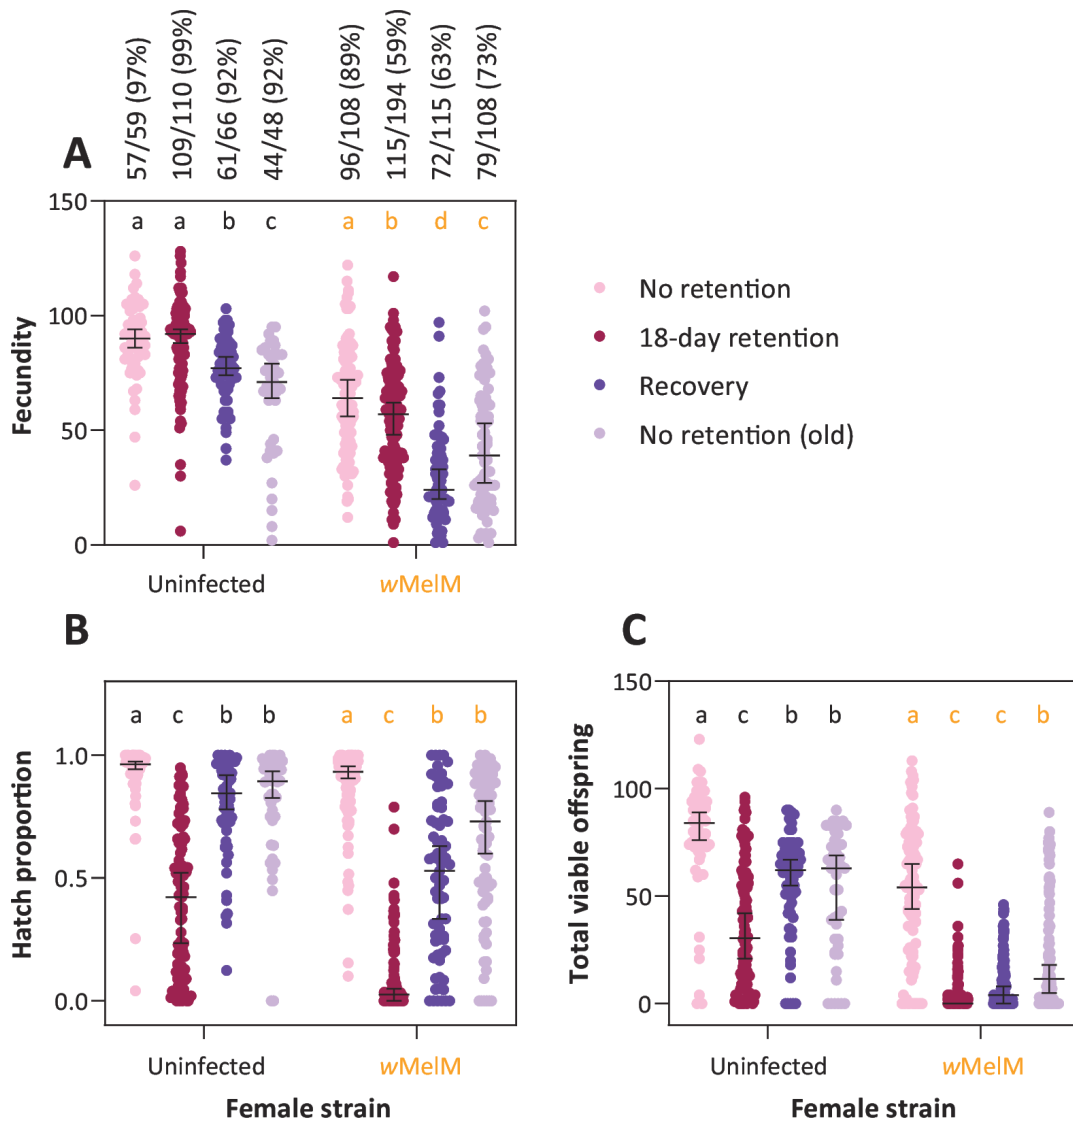 57/59 (97%)
109/110 (99%)
61/66 (92%)
44/48 (92%)
96/108 (89%)
115/194 (59%)
72/115 (63%)
79/108 (73%)
A
150
100
50
0
Fecundity
a a b c a b d c
Uninfected wMelM
No retention
18-day retention
Recovery
No retention (old)
B
1.0
0.5
0.0
Hatch proportion
a c b b a c b b
Uninfected wMelM
Female strain
C
150
100
50
0
Total viable offspring
a c b b a c c b
Uninfected wMelM
Female strain